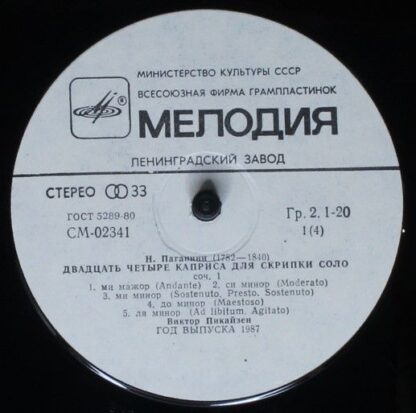 МИНИСТЕРСТВО КУЛЬТУРЫ СССР
ВСЕСОЮЗНАЯ ФИРМА ГРАМПЛАСТИНОК
МЕЛОДИЯ
ЛЕНИНГРАДСКИЙ ЗАВОД
СТЕРЕО 33
ГОСТ 5289-80
Гр. 2. 1-20
СМ-02341
1(4)
Н. Паганини (1782—1840)
ДВАДЦАТЬ ЧЕТЫРЕ КАПРИСА ДЛЯ СКРИПКИ СОЛО
соч. 1
1. ми мажор (Andante) 2. си минор (Moderato)
3. ми минор (Sostenuto, Presto, Sostenuto)
4. до минор (Maestoso)
5. ля минор (Ad libitum, Agitato)
Виктор Пикайзен
ГОД ВЫПУСКА 1987